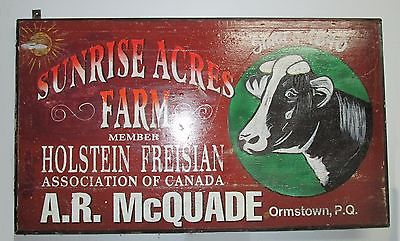 SUNRISE ACRES
FARM
MEMBER
HOLSTEIN FREISIAN
ASSOCIATION OF CANADA
A.R. McQUADE
Ormstown, P.Q.